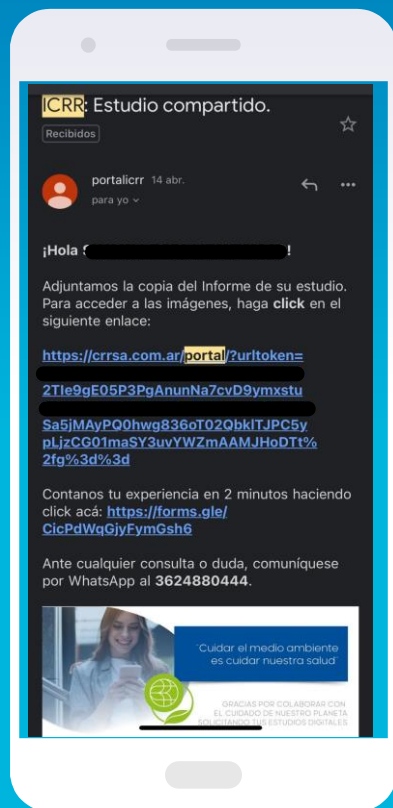 ICRR: Estudio compartido.
Recibidos
portalicrr 14 abr.
para yo
¡Hola S !
Adjuntamos la copia del Informe de su estudio.
Para acceder a las imágenes, haga click en el
siguiente enlace:
https://crrsa.com.ar/portal/?urltoken=
2TIe9gE05P3PgAnunNa7cvD9ymxstu
Sa5jMAyPQ0hwg836oT02QbklTJPC5y
pLjzCG01maSY3uvYWZmAAMJHoDTt%
2fg%3d%3d
Contanos tu experiencia en 2 minutos haciendo
click acá: https://forms.gle/
CicPdWqGjyFymGsh6
Ante cualquier consulta o duda, comuníquese
por WhatsApp al 3624880444.
"Cuidar el medio ambiente
es cuidar nuestra salud"
GRACIAS POR COLABORAR CON
EL CUIDADO DE NUESTRO PLANETA
SOLICITANDO TUS ESTUDIOS DIGITALES